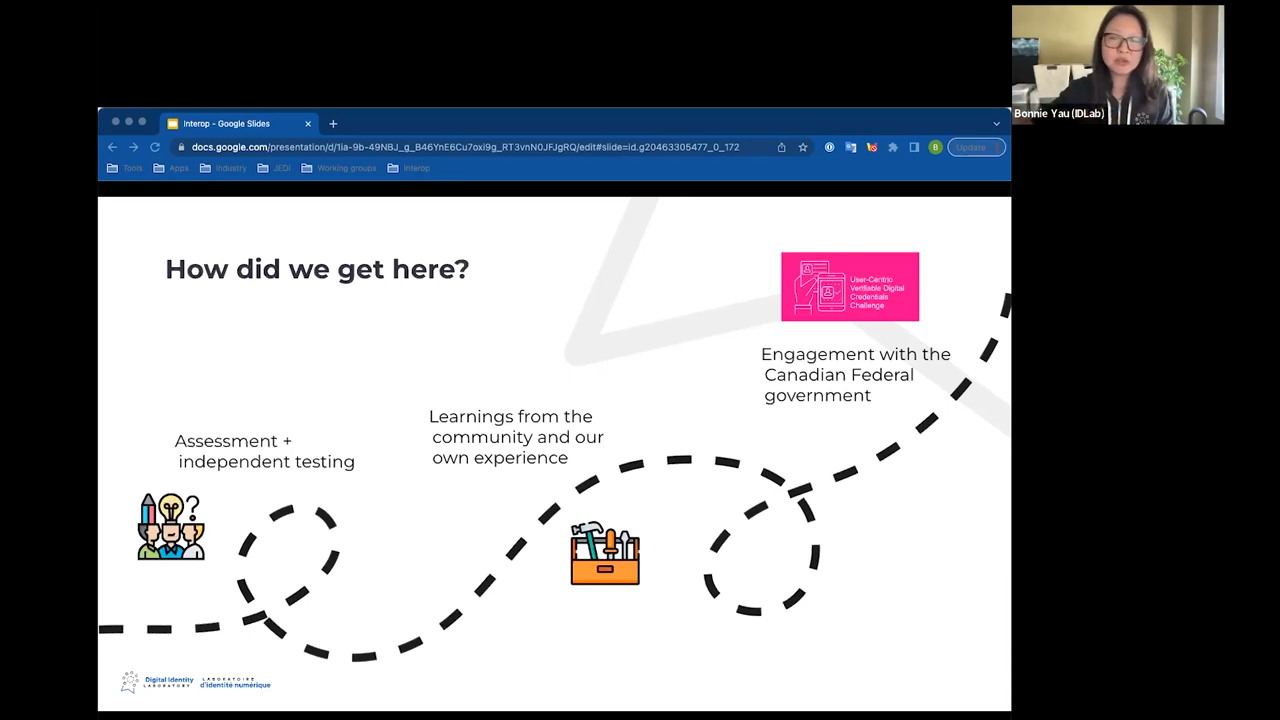 Bonnie Yau (IDLab)
Interop - Google Slides
docs.google.com/presentation/d/1ia-9b-49NBJ_g_B46YnE6Cu7oxi9g_RT3vnN0JFJgRQ/edit#slide=id.g20463305477_0_172
B
Update
Tools
Apps
Industry
JEDI
Working groups
Interop
How did we get here?
User-Centric
Verifiable Digital
Credentials
Challenge
Engagement with the
Canadian Federal
government
Learnings from the
community and our
own experience
Assessment +
independent testing
?
Digital Identity
LABORATORY
LABORATOIRE
d'identité numérique